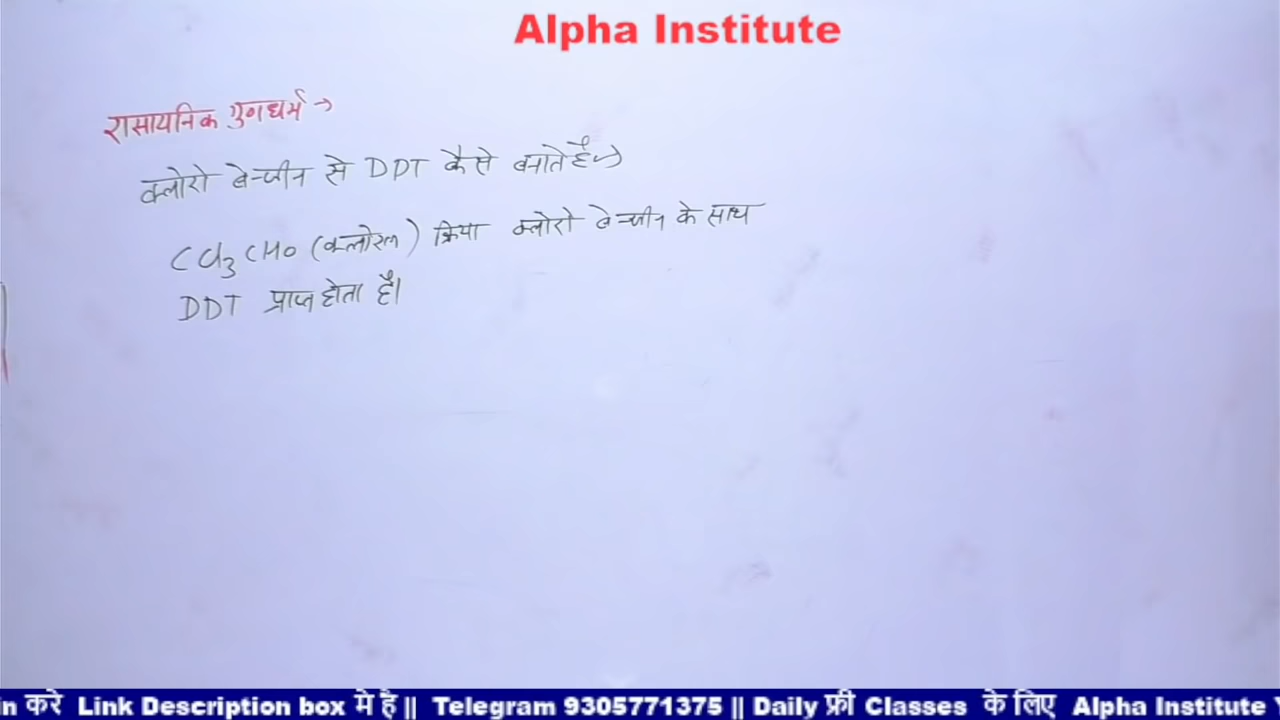 Alpha Institute
रासायनिक गुणधर्म →
क्लोरो बेन्जीन से DDT कैसे बनाते है →
CCl3CHO (क्लोरल) क्रिया क्लोरो बेन्जीन के साथ
DDT प्राप्त होता है।
in करे Link Description box मे है || Telegram 9305771375 || Daily फ्री Classes के लिए Alpha Institute